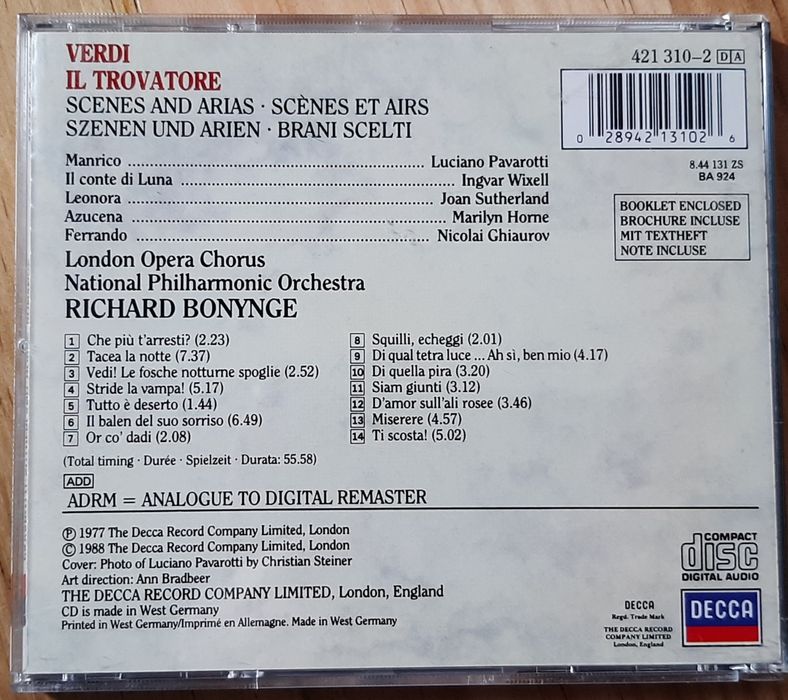 VERDI
IL TROVATORE
SCENES AND ARIAS · SCÈNES ET AIRS
SZENEN UND ARIEN · BRANI SCELTI
421 310–2 D A
0 28942 13102 6
8.44 131 ZS
BA 924
Manrico ........ Luciano Pavarotti
Il conte di Luna ........ Ingvar Wixell
Leonora ........ Joan Sutherland
Azucena ........ Marilyn Horne
Ferrando ........ Nicolai Ghiaurov
BOOKLET ENCLOSED
BROCHURE INCLUSE
MIT TEXTHEFT
NOTE INCLUSE
London Opera Chorus
National Philharmonic Orchestra
RICHARD BONYNGE
1 Che più t'arresti? (2.23)
2 Tacea la notte (7.37)
3 Vedi! Le fosche notturne spoglie (2.52)
4 Stride la vampa! (5.17)
5 Tutto è deserto (1.44)
6 Il balen del suo sorriso (6.49)
7 Or co' dadi (2.08)
8 Squilli, echeggi (2.01)
9 Di qual tetra luce ... Ah sì, ben mio (4.17)
10 Di quella pira (3.20)
11 Siam giunti (3.12)
12 D'amor sull'ali rosee (3.46)
13 Miserere (4.57)
14 Ti scosta! (5.02)
(Total timing · Durée · Spielzeit · Durata: 55.58)
ADD
ADRM = ANALOGUE TO DIGITAL REMASTER
Ⓟ 1977 The Decca Record Company Limited, London
© 1988 The Decca Record Company Limited, London
Cover: Photo of Luciano Pavarotti by Christian Steiner
Art direction: Ann Bradbeer
THE DECCA RECORD COMPANY LIMITED, London, England
CD is made in West Germany
Printed in West Germany/Imprimé en Allemagne. Made in West Germany
COMPACT
disc
DIGITAL AUDIO
DECCA
Regd. Trade Mark
THE DECCA RECORD
COMPANY LIMITED
London, England
DECCA